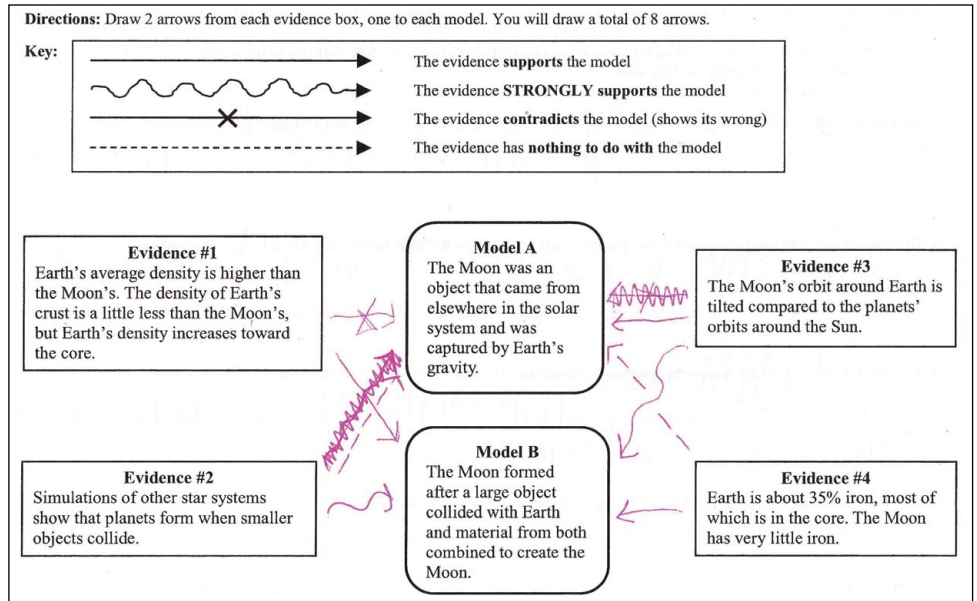 Directions: Draw 2 arrows from each evidence box, one to each model. You will draw a total of 8 arrows.
Key:
The evidence supports the model
The evidence STRONGLY supports the model
The evidence contradicts the model (shows its wrong)
The evidence has nothing to do with the model
Evidence #1
Earth's average density is higher than
the Moon's. The density of Earth's
crust is a little less than the Moon's,
but Earth's density increases toward
the core.
Model A
The Moon was an
object that came from
elsewhere in the solar
system and was
captured by Earth's
gravity.
Evidence #3
The Moon's orbit around Earth is
tilted compared to the planets'
orbits around the Sun.
Evidence #2
Simulations of other star systems
show that planets form when smaller
objects collide.
Model B
The Moon formed
after a large object
collided with Earth
and material from both
combined to create the
Moon.
Evidence #4
Earth is about 35% iron, most of
which is in the core. The Moon
has very little iron.